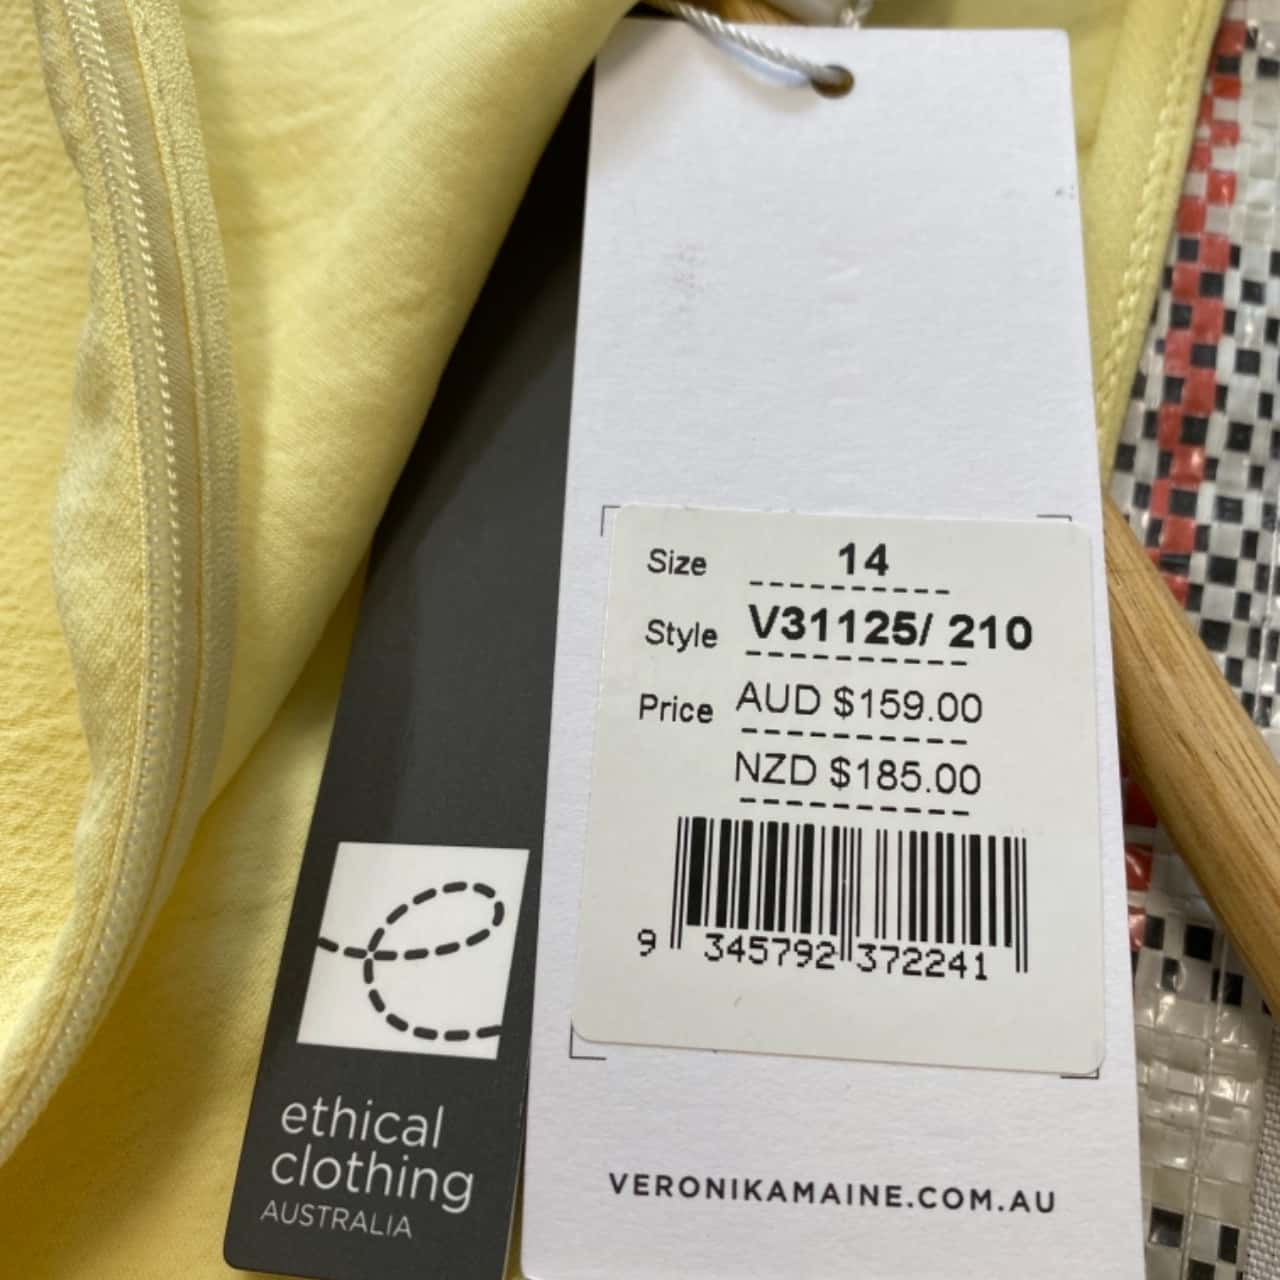 Size 14
Style V31125/ 210
Price AUD $159.00
NZD $185.00
9 345792 372241
VERONIKAMAINE.COM.AU
ethical
clothing
AUSTRALIA